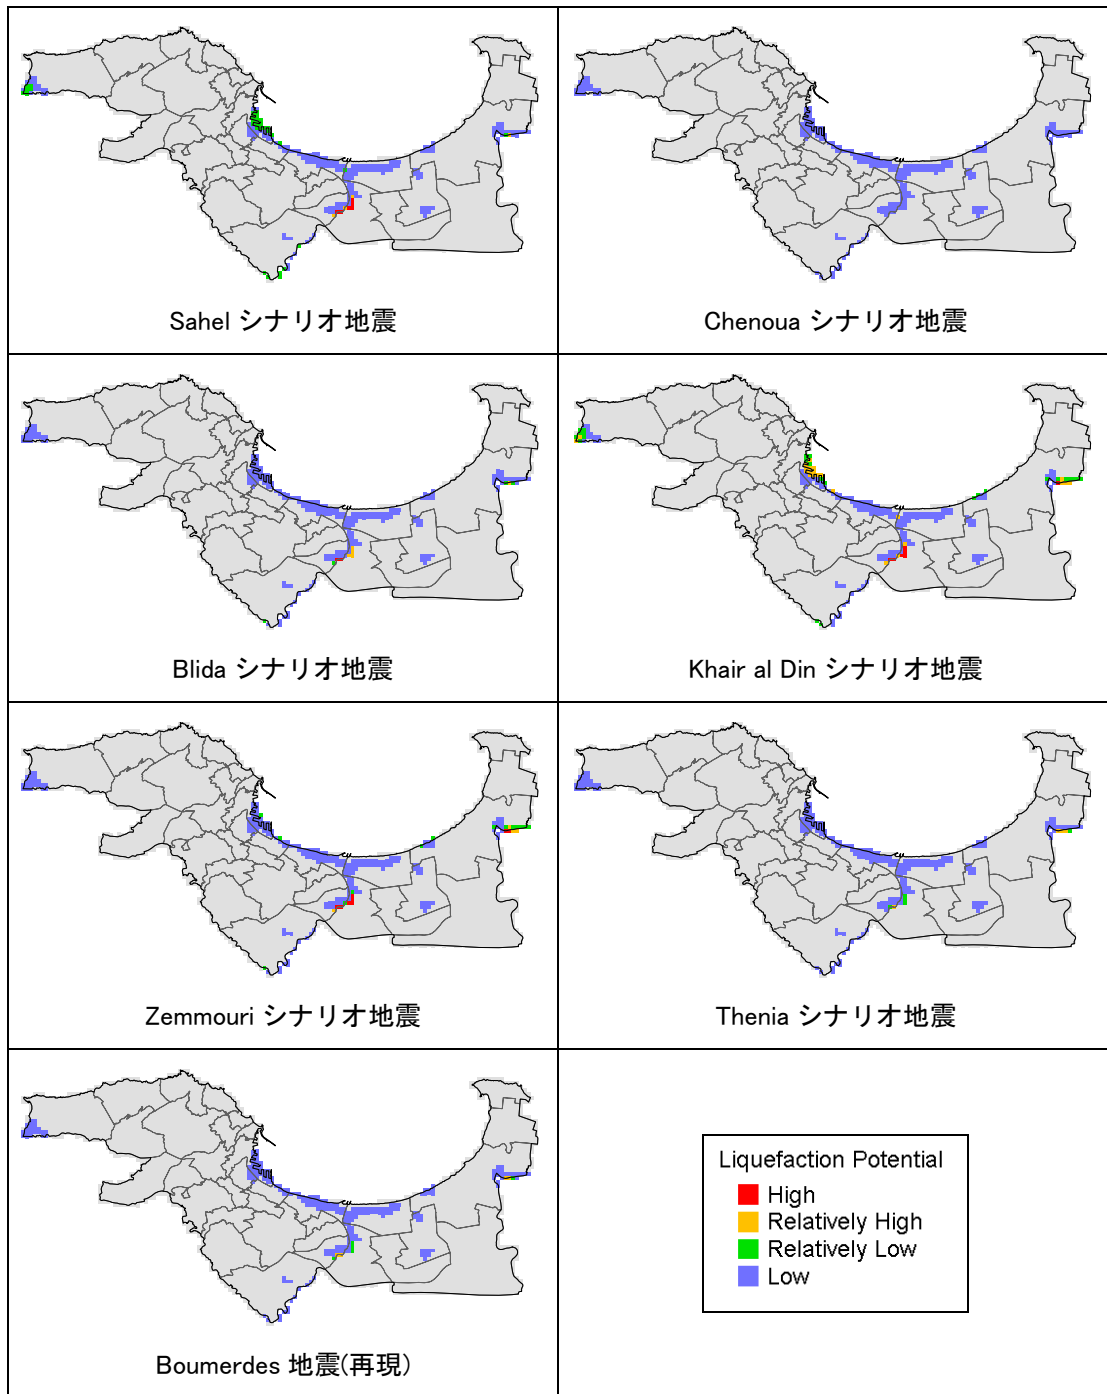 Sahel シナリオ地震
Chenoua シナリオ地震
Blida シナリオ地震
Khair al Din シナリオ地震
Zemmouri シナリオ地震
Thenia シナリオ地震
Boumerdes 地震(再現)
Liquefaction Potential
High
Relatively High
Relatively Low
Low